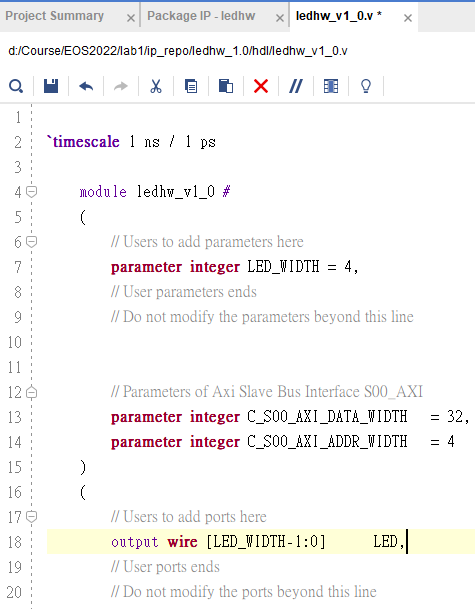 Project Summary × Package IP - ledhw × ledhw_v1_0.v * ×
d:/Course/EOS2022/lab1/ip_repo/ledhw_1.0/hdl/ledhw_v1_0.v
1
2 `timescale 1 ns / 1 ps
3
4 module ledhw_v1_0 #
5 (
6 // Users to add parameters here
7 parameter integer LED_WIDTH = 4,
8 // User parameters ends
9 // Do not modify the parameters beyond this line
10
11
12 // Parameters of Axi Slave Bus Interface S00_AXI
13 parameter integer C_S00_AXI_DATA_WIDTH = 32,
14 parameter integer C_S00_AXI_ADDR_WIDTH = 4
15 )
16 (
17 // Users to add ports here
18 output wire [LED_WIDTH-1:0] LED,
19 // User ports ends
20 // Do not modify the ports beyond this line